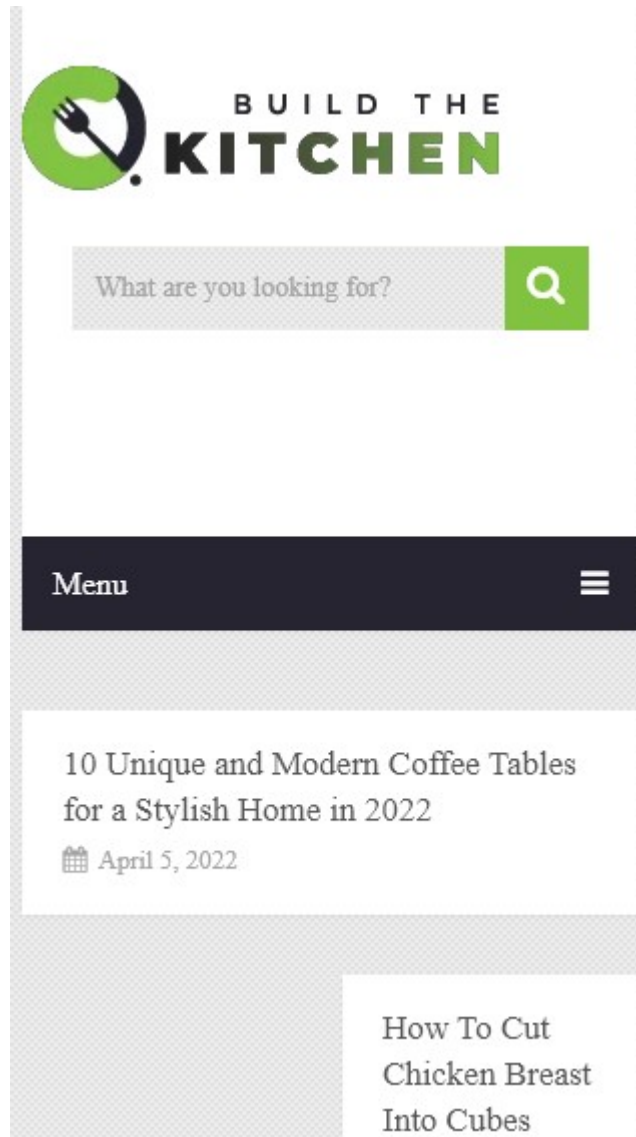 BUILD THE
KITCHEN
What are you looking for?
Menu
10 Unique and Modern Coffee Tables
for a Stylish Home in 2022
April 5, 2022
How To Cut
Chicken Breast
Into Cubes